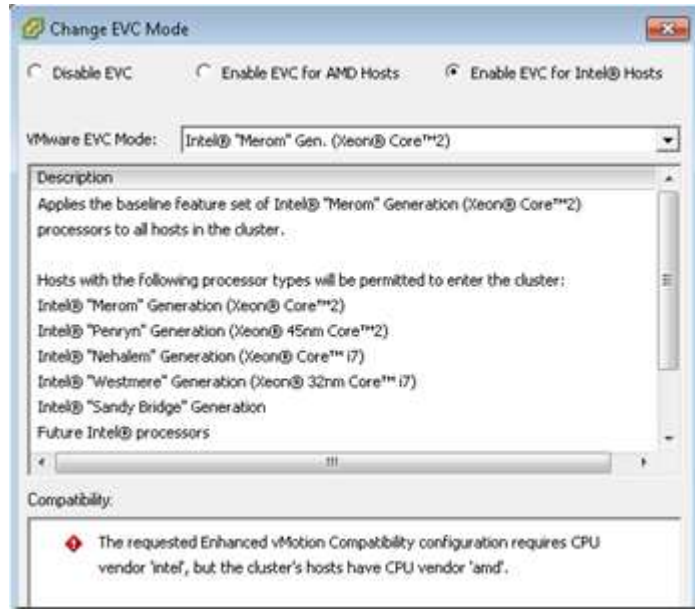 Change EVC Mode
Disable EVC
Enable EVC for AMD Hosts
Enable EVC for Intel® Hosts
VMware EVC Mode:
Intel® "Merom" Gen. (Xeon® Core™2)
Description
Applies the baseline feature set of Intel® "Merom" Generation (Xeon® Core™2)
processors to all hosts in the cluster.
Hosts with the following processor types will be permitted to enter the cluster:
Intel® "Merom" Generation (Xeon® Core™2)
Intel® "Penryn" Generation (Xeon® 45nm Core™2)
Intel® "Nehalem" Generation (Xeon® Core™ i7)
Intel® "Westmere" Generation (Xeon® 32nm Core™ i7)
Intel® "Sandy Bridge" Generation
Future Intel® processors
Compatibility:
The requested Enhanced vMotion Compatibility configuration requires CPU
vendor 'intel', but the cluster's hosts have CPU vendor 'amd'.